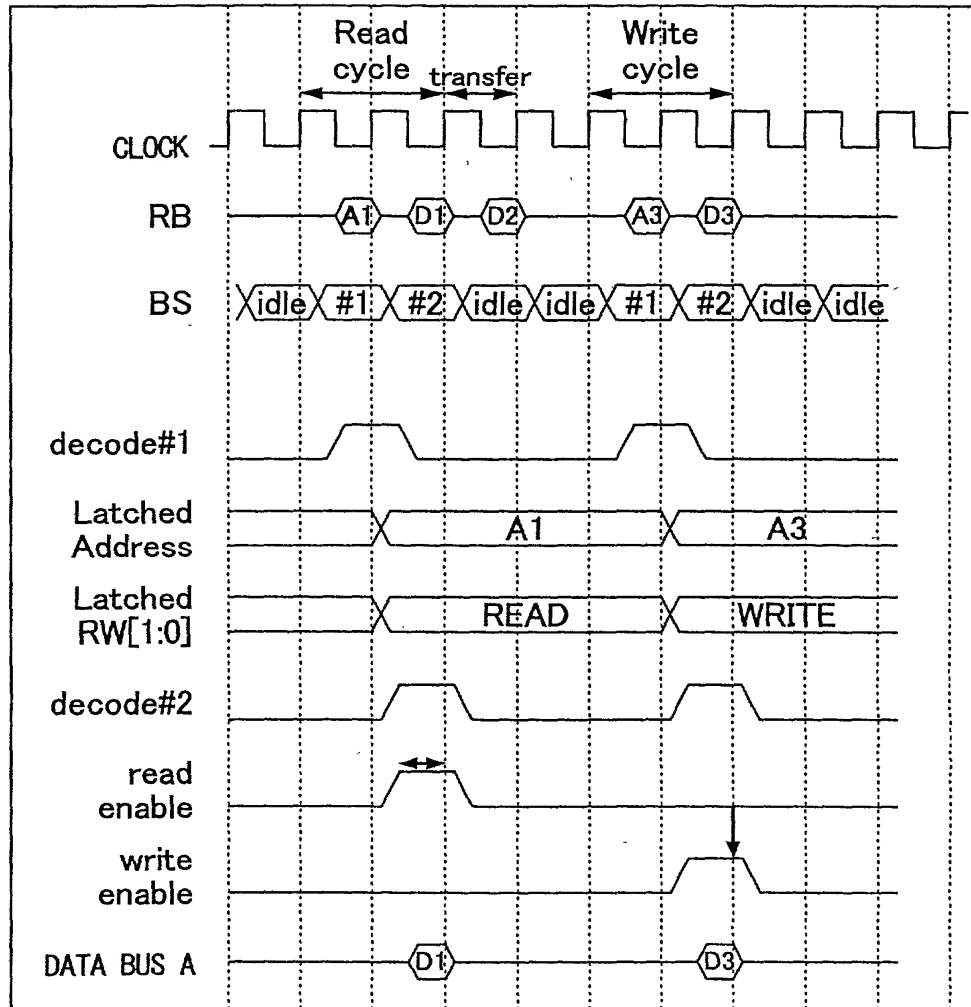 Read Write
cycle transfer cycle
CLOCK
RB A1 D1 D2 A3 D3
BS idle #1 #2 idle idle #1 #2 idle idle
decode#1
Latched
Address A1 A3
Latched
RW[1:0] READ WRITE
decode#2
read
enable
write
enable
DATA BUS A D1 D3